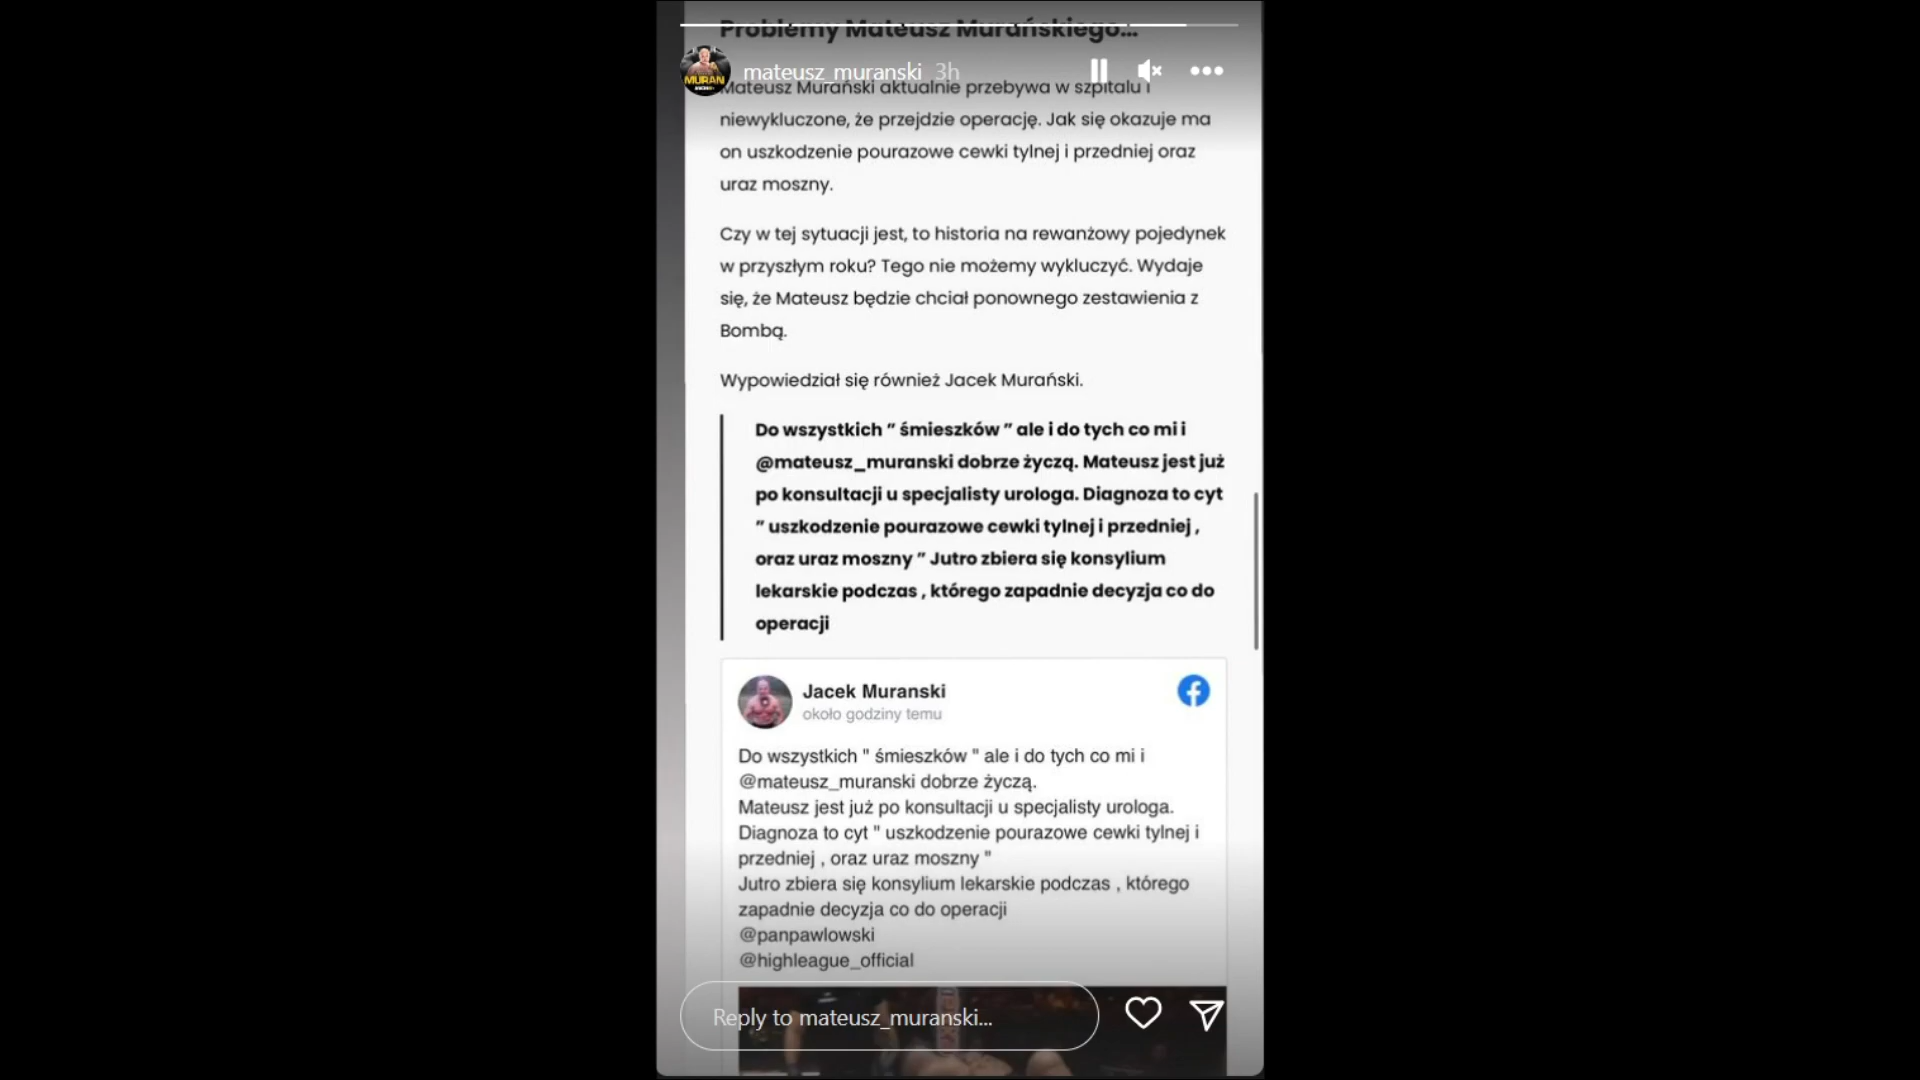 Problemy Mateusz Murańskiego...
mateusz_muranski 3h
MURAN
Mateusz Murański aktualnie przebywa w szpitalu i
niewykluczone, że przejdzie operację. Jak się okazuje ma
on uszkodzenie pourazowe cewki tylnej i przedniej oraz
uraz moszny.
Czy w tej sytuacji jest, to historia na rewanżowy pojedynek
w przyszłym roku? Tego nie możemy wykluczyć. Wydaje
się, że Mateusz będzie chciał ponownego zestawienia z
Bombą.
Wypowiedział się również Jacek Murański.
Do wszystkich ” śmieszków ” ale i do tych co mi i
@mateusz_muranski dobrze życzą. Mateusz jest już
po konsultacji u specjalisty urologa. Diagnoza to cyt
” uszkodzenie pourazowe cewki tylnej i przedniej ,
oraz uraz moszny ” Jutro zbiera się konsylium
lekarskie podczas , którego zapadnie decyzja co do
operacji
Jacek Muranski
około godziny temu
Do wszystkich " śmieszków " ale i do tych co mi i
@mateusz_muranski dobrze życzą.
Mateusz jest już po konsultacji u specjalisty urologa.
Diagnoza to cyt " uszkodzenie pourazowe cewki tylnej i
przedniej , oraz uraz moszny "
Jutro zbiera się konsylium lekarskie podczas , którego
zapadnie decyzja co do operacji
@panpawlowski
@highleague_official
Reply to mateusz_muranski...